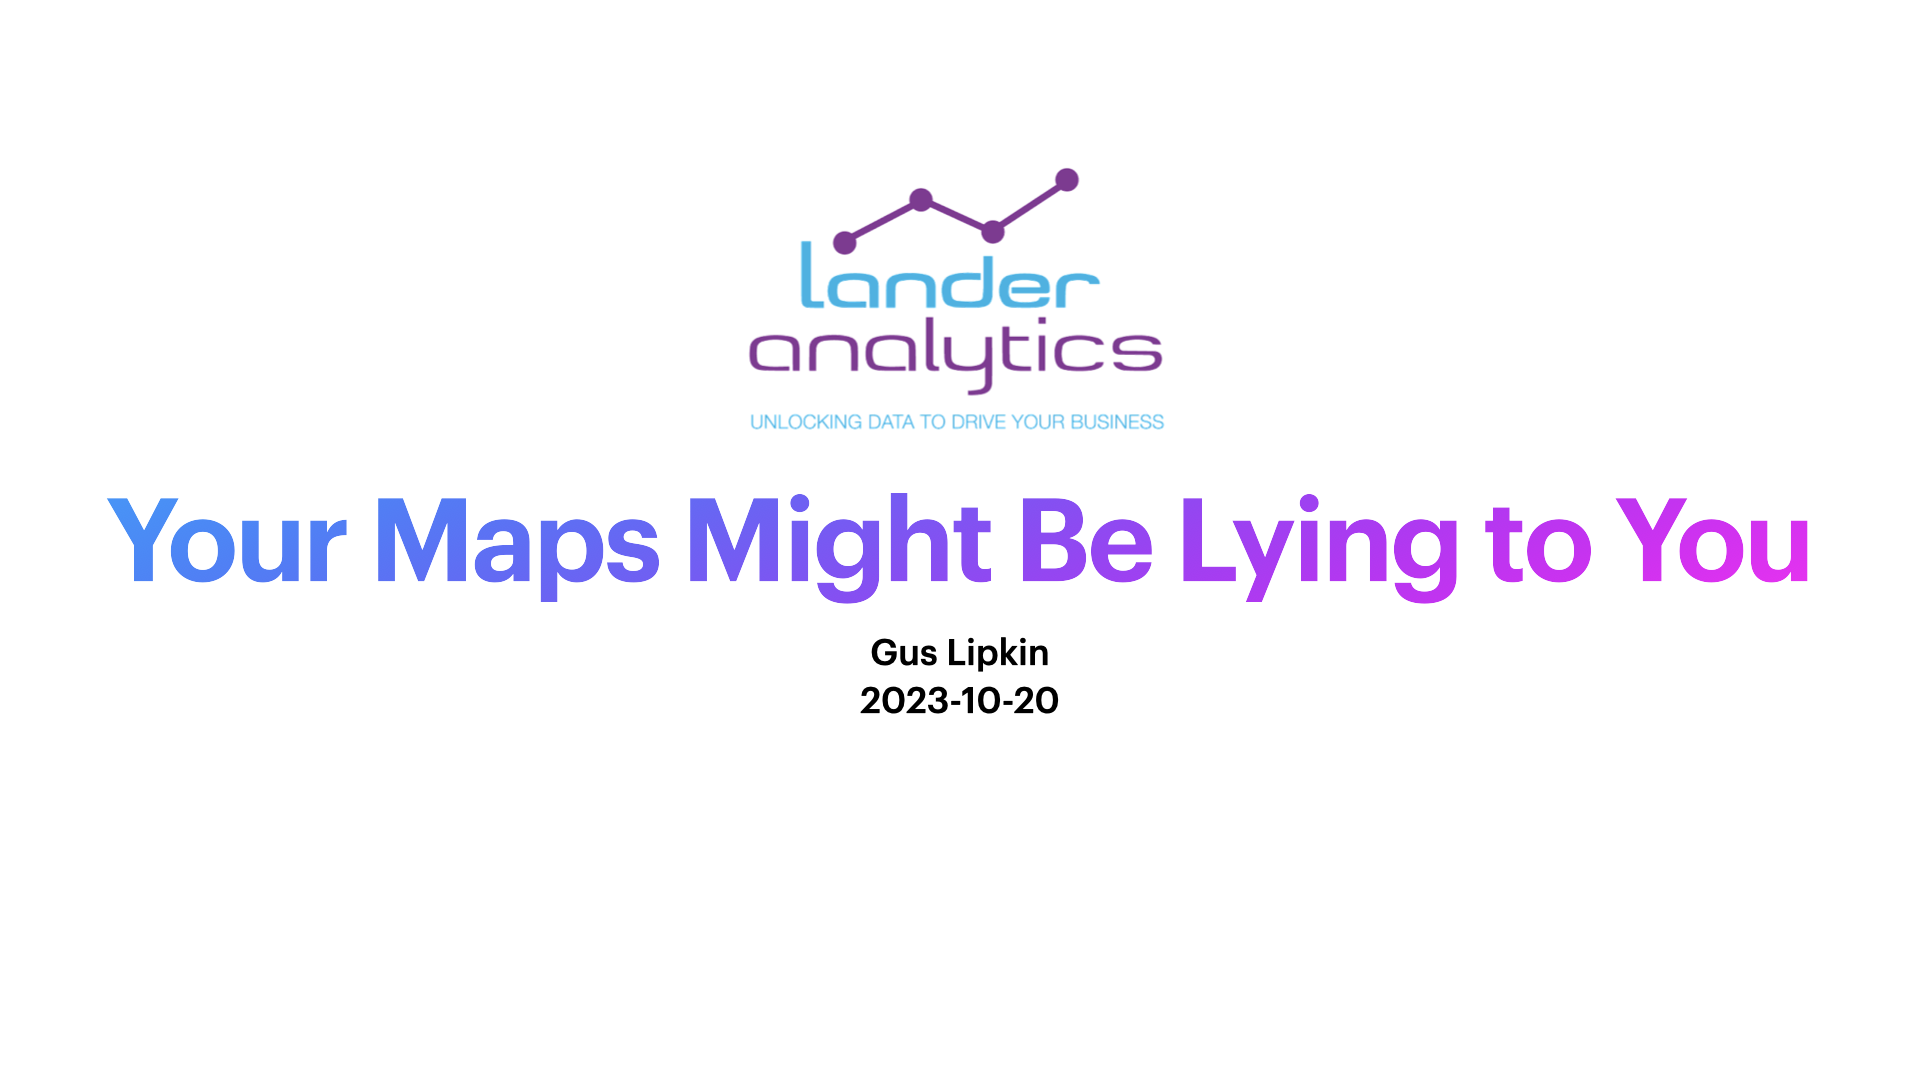 lander
analytics
UNLOCKING DATA TO DRIVE YOUR BUSINESS
Your Maps Might Be Lying to You
Gus Lipkin
2023-10-20